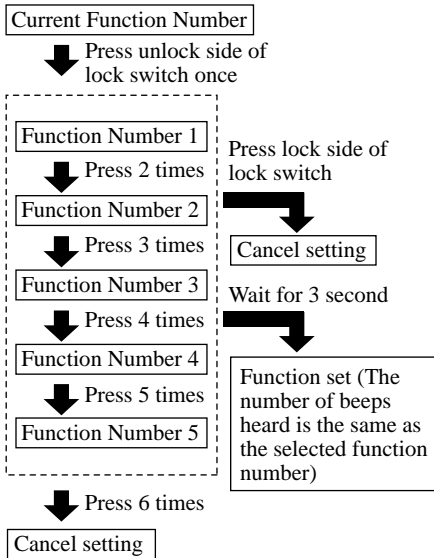 Current Function Number
Press unlock side of
lock switch once
Function Number 1
Press 2 times
Function Number 2
Press 3 times
Function Number 3
Press 4 times
Function Number 4
Press 5 times
Function Number 5
Press 6 times
Cancel setting
Press lock side of
lock switch
Cancel setting
Wait for 3 second
Function set (The
number of beeps
heard is the same as
the selected function
number)